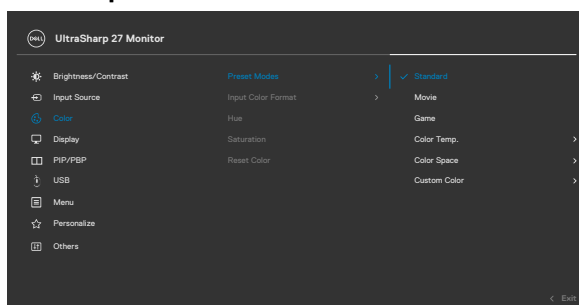 DELL UltraSharp 27 Monitor
Brightness/Contrast Preset Modes Standard
Input Source Input Color Format Movie
Color Hue Game
Display Saturation Color Temp.
PIP/PBP Reset Color Color Space
USB Custom Color
Menu
Personalize
Others
Exit